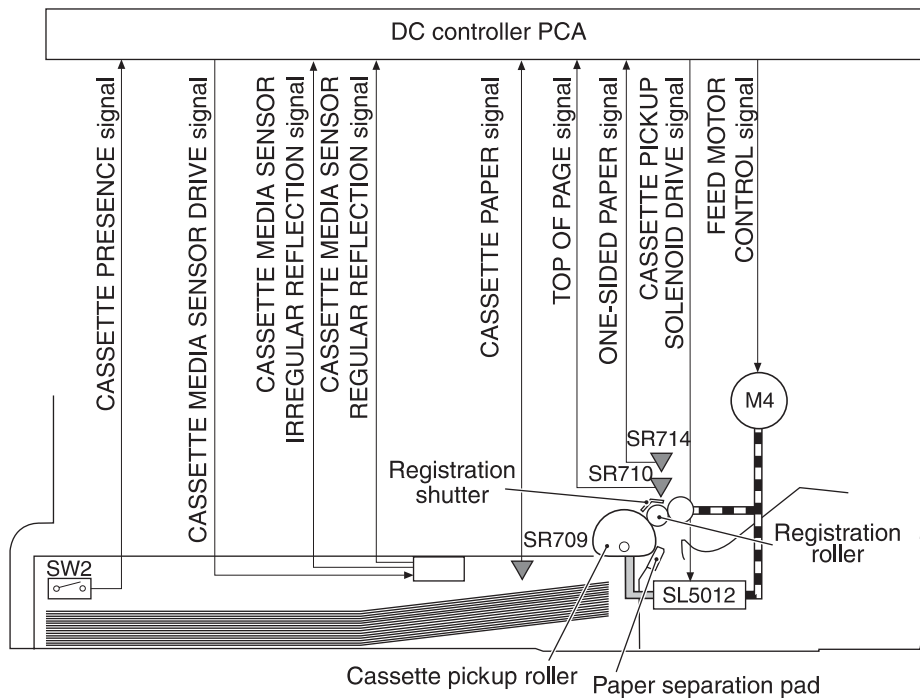 DC controller PCA
CASSETTE PRESENCE signal
CASSETTE MEDIA SENSOR DRIVE signal
CASSETTE MEDIA SENSOR
IRREGULAR REFLECTION signal
CASSETTE MEDIA SENSOR
REGULAR REFLECTION signal
CASSETTE PAPER signal
TOP OF PAGE signal
ONE-SIDED PAPER signal
CASSETTE PICKUP
SOLENOID DRIVE signal
FEED MOTOR
CONTROL signal
M4
SR714
SR710
Registration
shutter
Registration
roller
SR709
SW2
SL5012
Cassette pickup roller
Paper separation pad